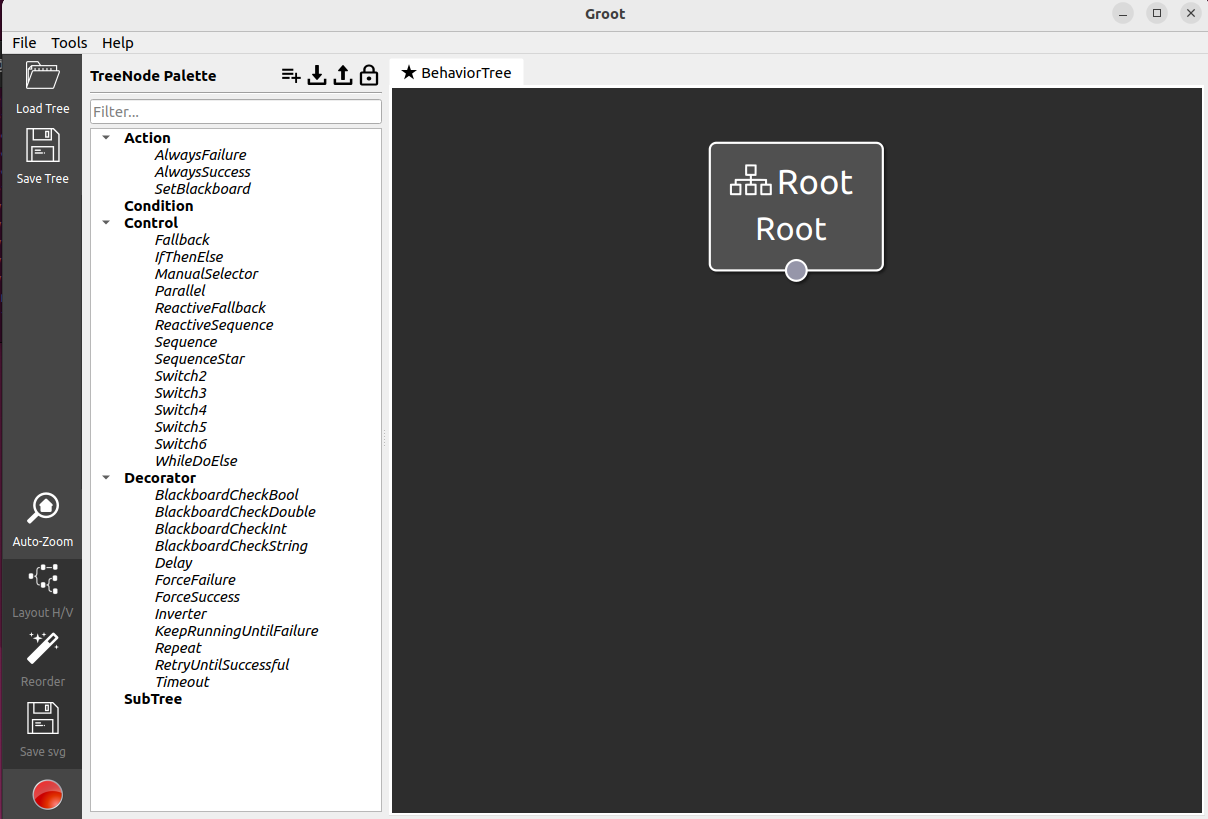 Groot
File Tools Help
Load Tree
Save Tree
Auto-Zoom
Layout H/V
Reorder
Save svg
TreeNode Palette
Filter...
Action
AlwaysFailure
AlwaysSuccess
SetBlackboard
Condition
Control
Fallback
IfThenElse
ManualSelector
Parallel
ReactiveFallback
ReactiveSequence
Sequence
SequenceStar
Switch2
Switch3
Switch4
Switch5
Switch6
WhileDoElse
Decorator
BlackboardCheckBool
BlackboardCheckDouble
BlackboardCheckInt
BlackboardCheckString
Delay
ForceFailure
ForceSuccess
Inverter
KeepRunningUntilFailure
Repeat
RetryUntilSuccessful
Timeout
SubTree
★ BehaviorTree
Root
Root